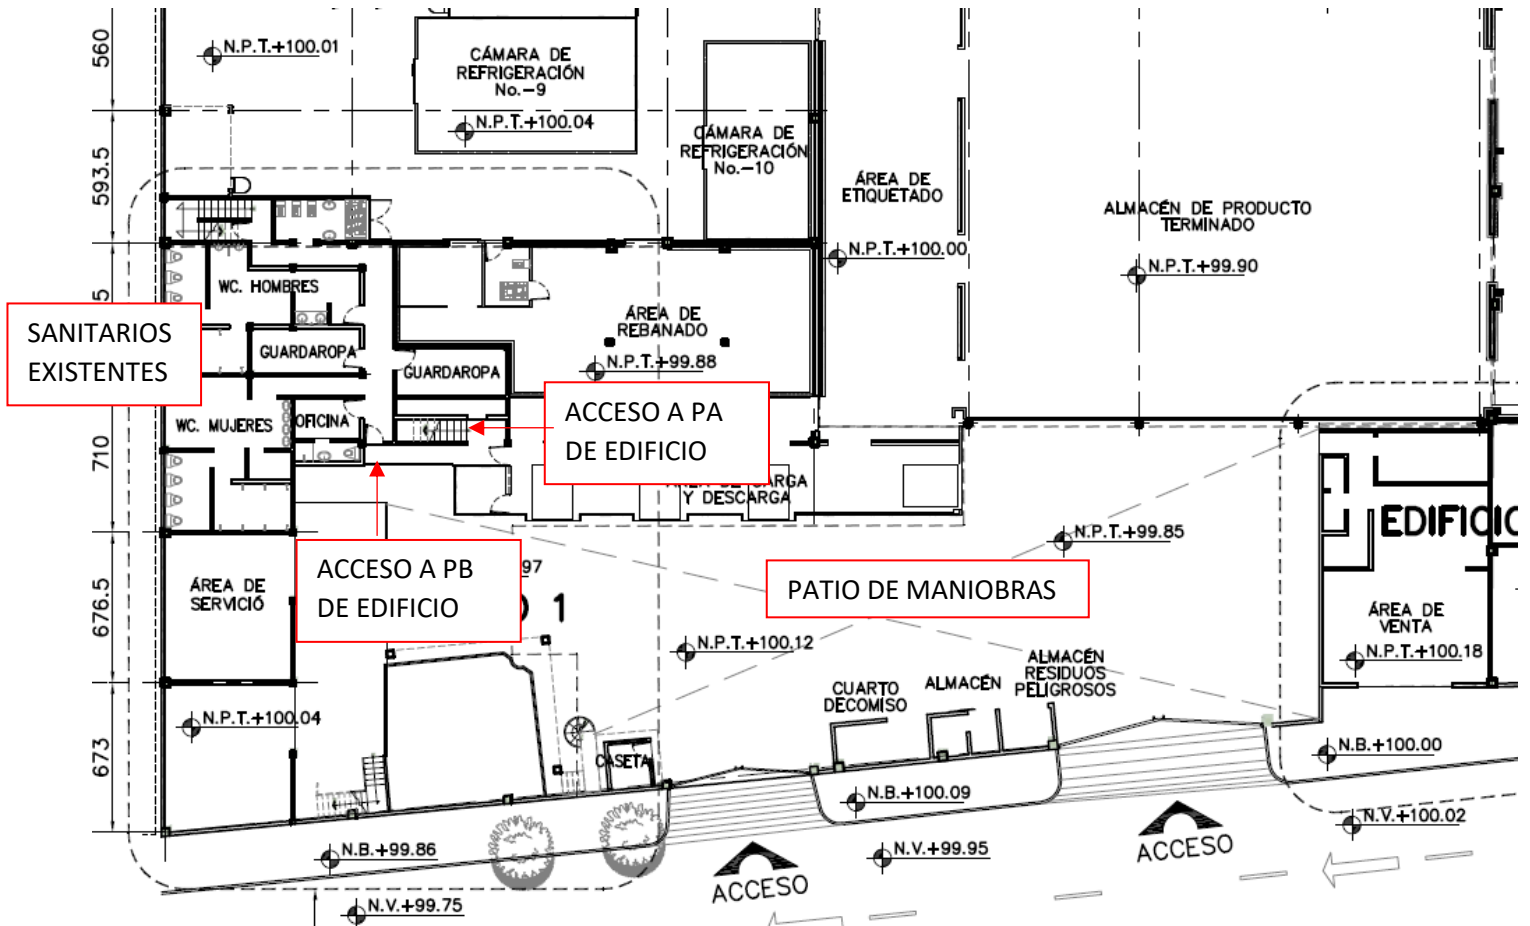 560
593.5
5
710
676.5
673
N.P.T.+100.01
CÁMARA DE
REFRIGERACIÓN
No.-9
N.P.T.+100.04
CÁMARA DE
REFRIGERACIÓN
No.-10
ÁREA DE
ETIQUETADO
N.P.T.+100.00
ALMACÉN DE PRODUCTO
TERMINADO
N.P.T.+99.90
WC. HOMBRES
SANITARIOS
EXISTENTES
GUARDAROPA
GUARDAROPA
ÁREA DE
REBANADO
N.P.T.+99.88
WC. MUJERES
OFICINA
ACCESO A PA
DE EDIFICIO
CARGA
Y DESCARGA
ACCESO A PB
DE EDIFICIO
97
1
ÁREA DE
SERVICIÓ
PATIO DE MANIOBRAS
N.P.T.+99.85
EDIFICIO
ÁREA DE
VENTA
N.P.T.+100.18
N.P.T.+100.12
N.P.T.+100.04
CUARTO
DECOMISO
ALMACÉN
ALMACÉN
RESIDUOS
PELIGROSOS
CASETA
N.B.+100.00
N.B.+100.09
N.V.+100.02
N.B.+99.86
N.V.+99.95
ACCESO
ACCESO
N.V.+99.75